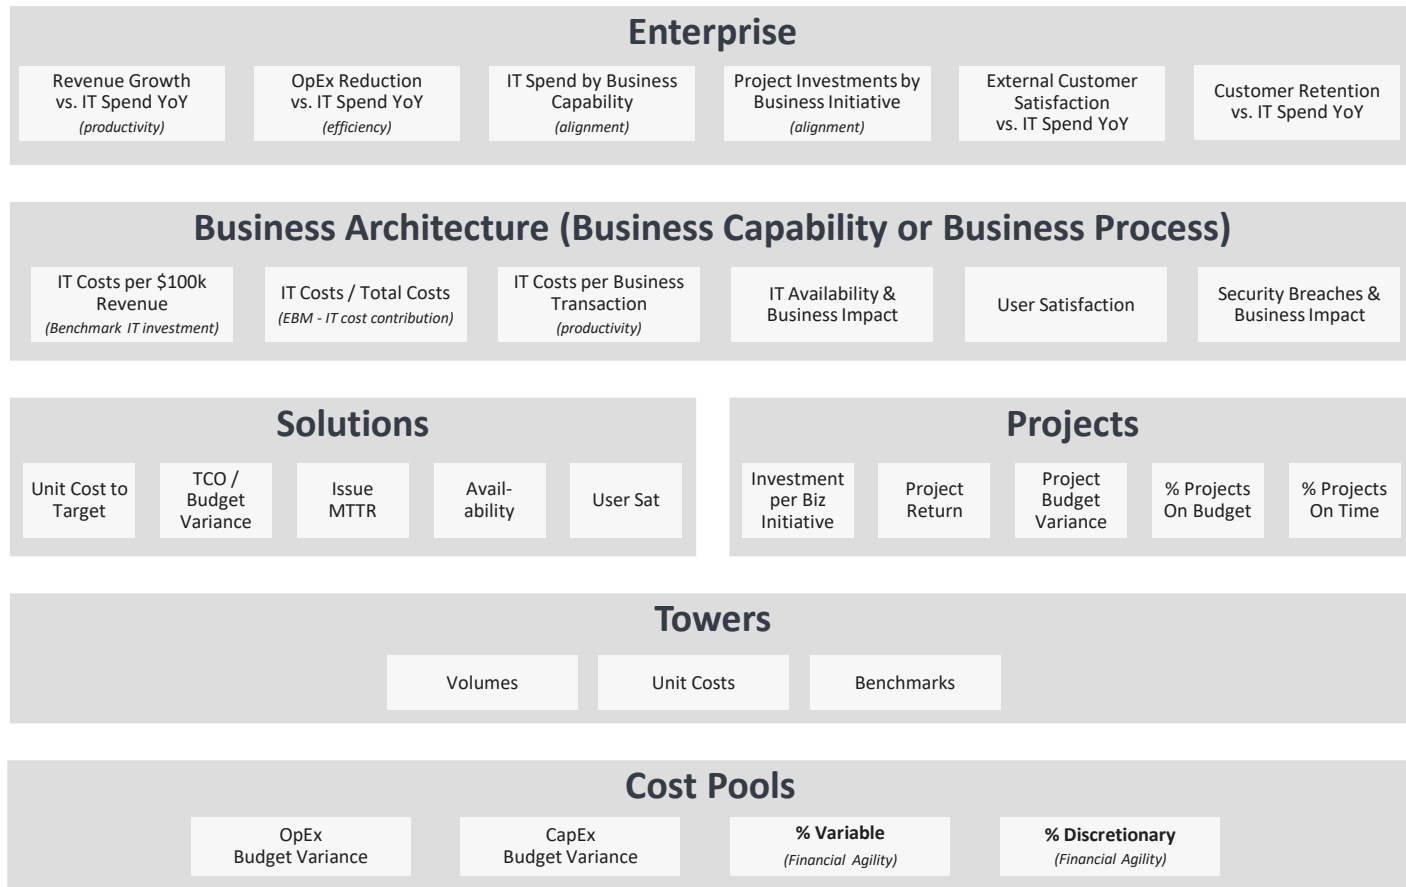 Enterprise
Revenue Growth
vs. IT Spend YoY
(productivity)
OpEx Reduction
vs. IT Spend YoY
(efficiency)
IT Spend by Business
Capability
(alignment)
Project Investments by
Business Initiative
(alignment)
External Customer
Satisfaction
vs. IT Spend YoY
Customer Retention
vs. IT Spend YoY
Business Architecture (Business Capability or Business Process)
IT Costs per $100k
Revenue
(Benchmark IT investment)
IT Costs / Total Costs
(EBM - IT cost contribution)
IT Costs per Business
Transaction
(productivity)
IT Availability &
Business Impact
User Satisfaction
Security Breaches &
Business Impact
Solutions
Unit Cost to
Target
TCO /
Budget
Variance
Issue
MTTR
Avail-
ability
User Sat
Projects
Investment
per Biz
Initiative
Project
Return
Project
Budget
Variance
% Projects
On Budget
% Projects
On Time
Towers
Volumes
Unit Costs
Benchmarks
Cost Pools
OpEx
Budget Variance
CapEx
Budget Variance
% Variable
(Financial Agility)
% Discretionary
(Financial Agility)